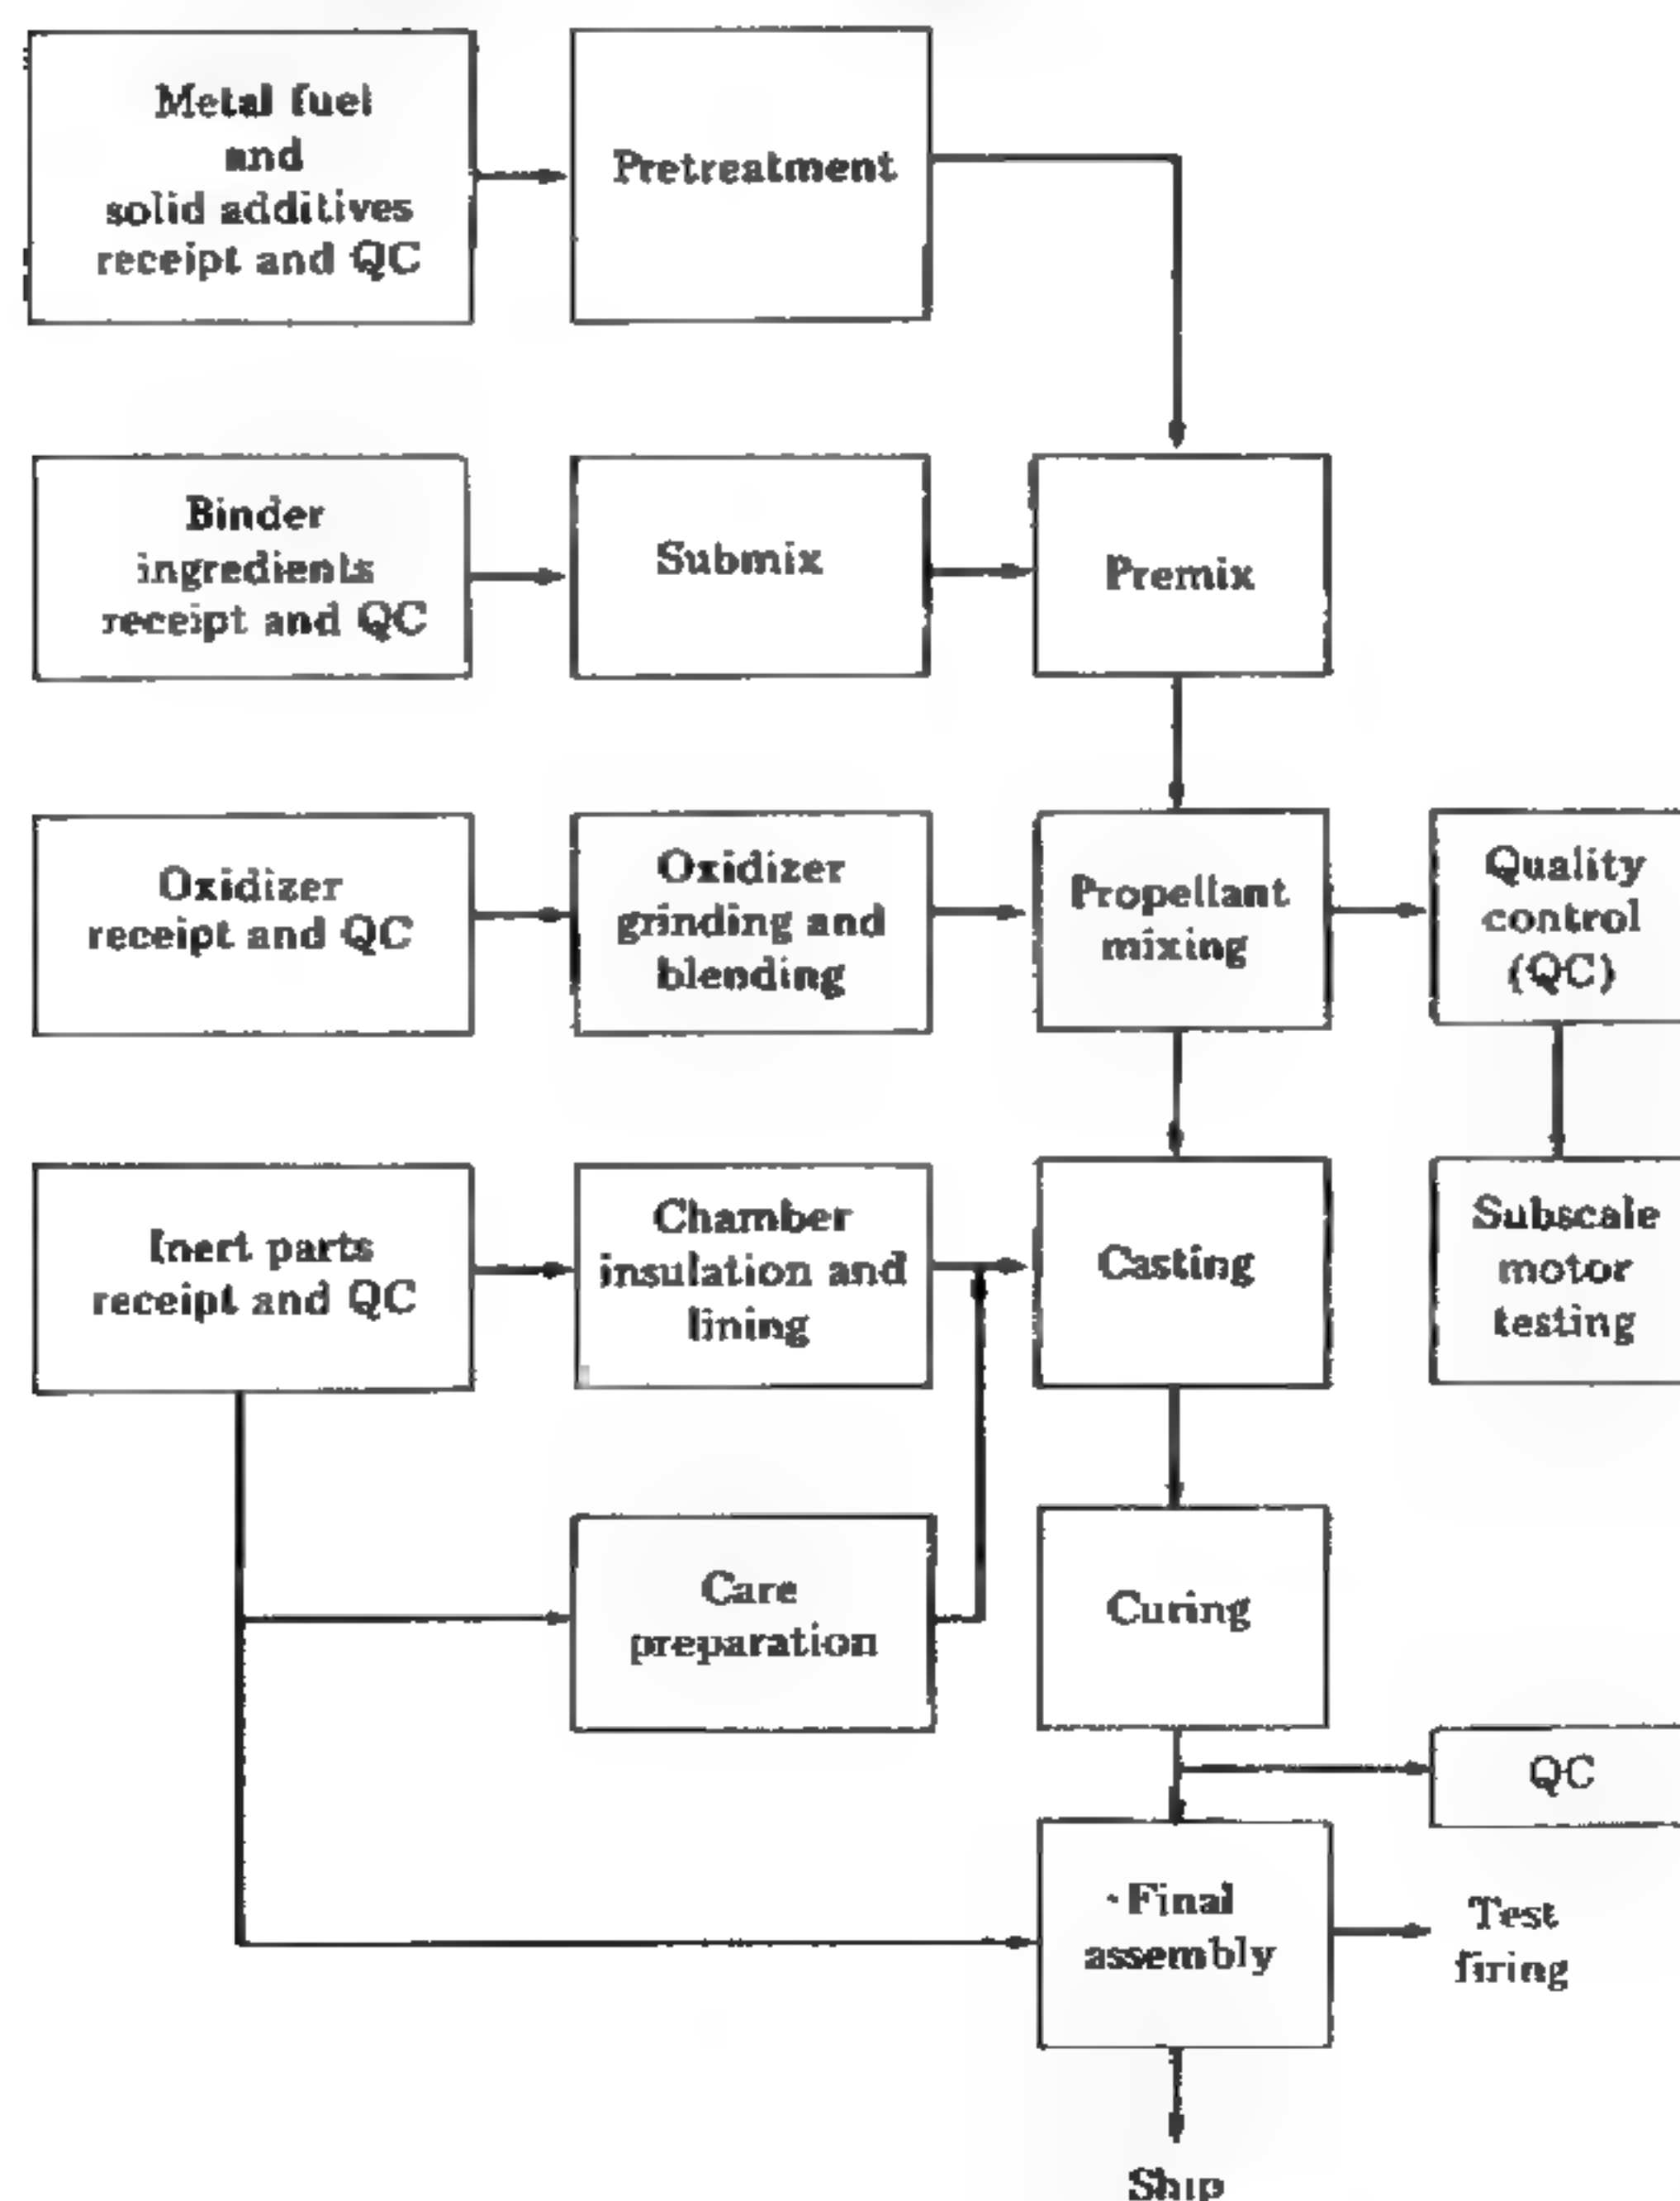 Metal fuel
and
solid additives
receipt and QC
Pretreatment
Binder
ingredients
receipt and QC
Submix
Premix
Oxidizer
receipt and QC
Oxidizer
grinding and
blending
Propellant
mixing
Quality
control
(QC)
Inert parts
receipt and QC
Chamber
insulation and
lining
Casting
Subscale
motor
testing
Care
preparation
Curing
QC
Final
assembly
Test
firing
Ship